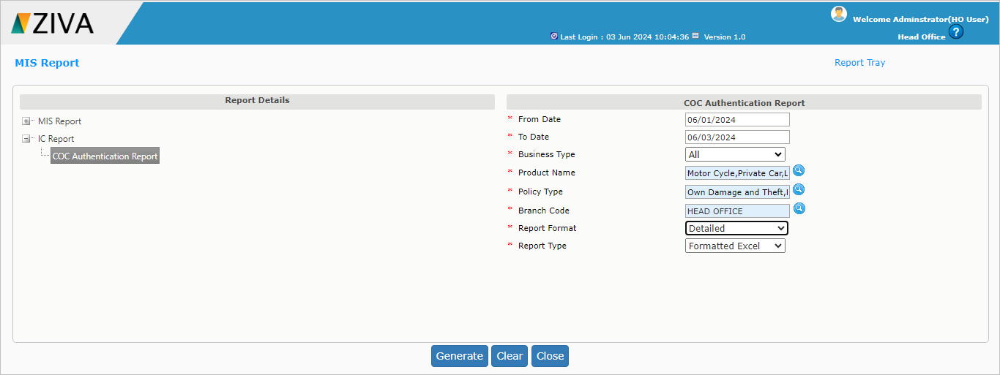 ZIVA
Welcome Adminstrator(HO User)
Last Login : 03 Jun 2024 10:04:36 Version 1.0
Head Office ?
MIS Report
Report Tray
Report Details
MIS Report
IC Report
COC Authentication Report
COC Authentication Report
* From Date 06/01/2024
* To Date 06/03/2024
* Business Type All
* Product Name Motor Cycle,Private Car,L
* Policy Type Own Damage and Theft,
* Branch Code HEAD OFFICE
* Report Format Detailed
* Report Type Formatted Excel
Generate Clear Close